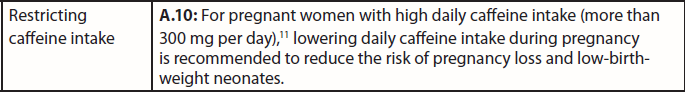 Restricting
caffeine intake
A.10: For pregnant women with high daily caffeine intake (more than
300 mg per day),¹¹ lowering daily caffeine intake during pregnancy
is recommended to reduce the risk of pregnancy loss and low-birth-
weight neonates.